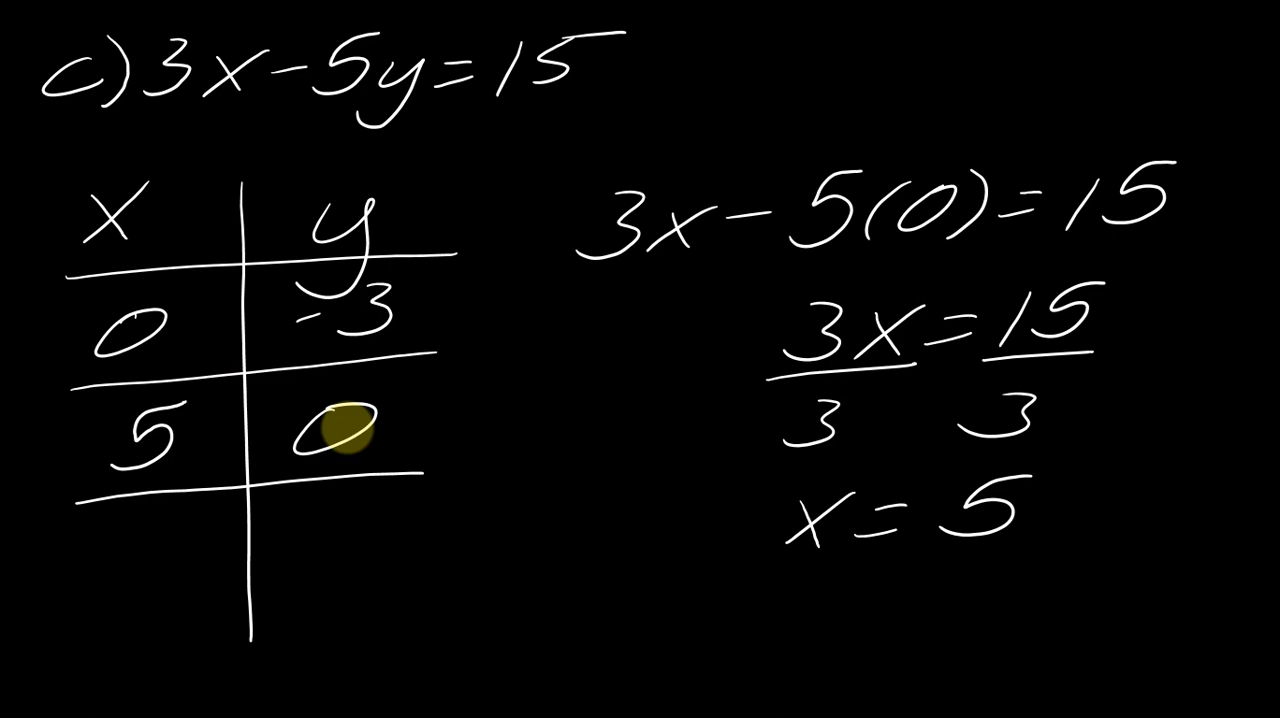 c) 3x - 5y = 15
x y
0 -3
5 0
3x - 5(0) = 15
3x = 15
3 3
x = 5